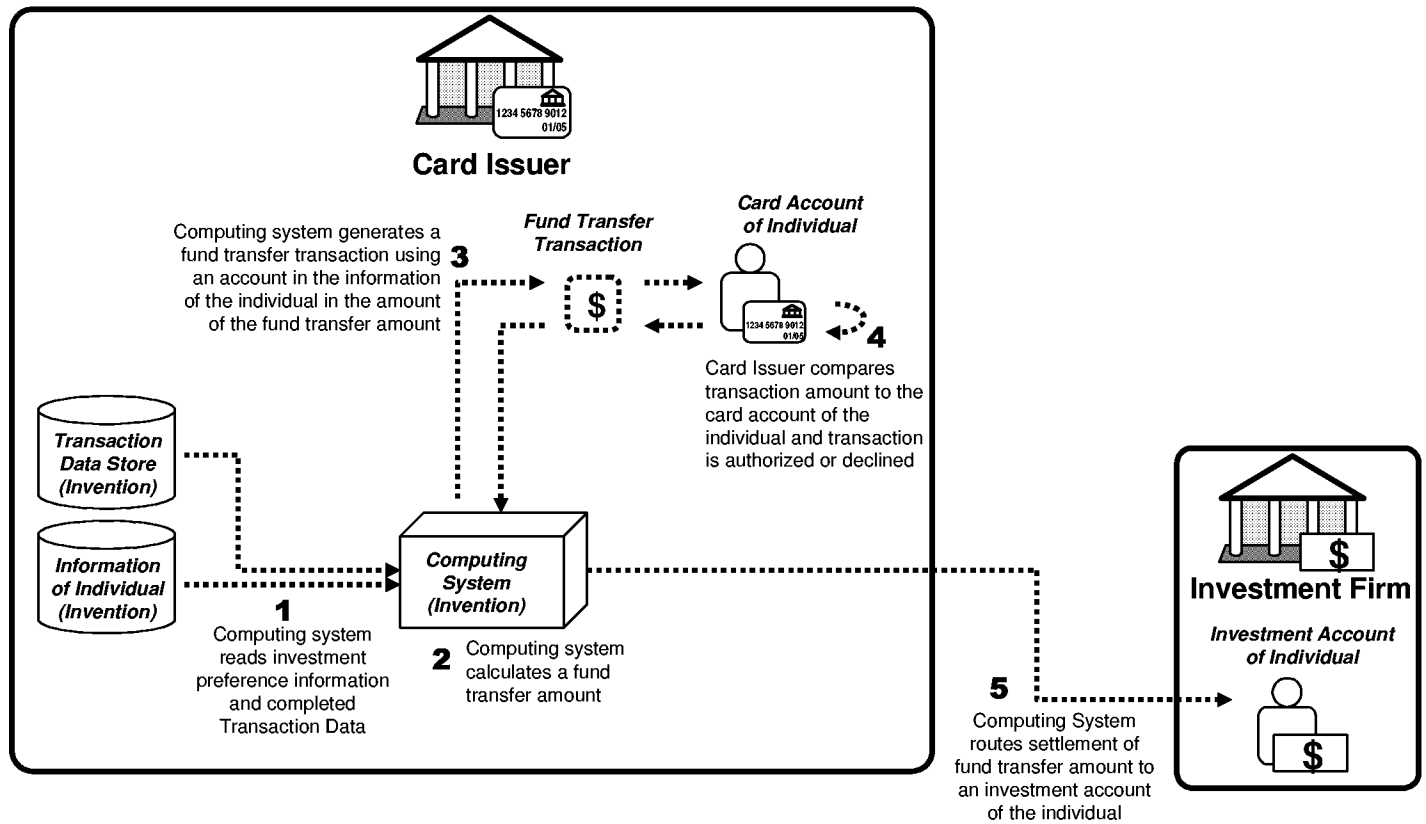 1234 5678 9012
01/05
Card Issuer
Computing system generates a
fund transfer transaction using
an account in the information
of the individual in the amount
of the fund transfer amount
3
Fund Transfer
Transaction
$
Card Account
of Individual
1234 5678 9012
01/05
4
Card Issuer compares
transaction amount to the
card account of the
individual and transaction
is authorized or declined
Transaction
Data Store
(Invention)
Information
of Individual
(Invention)
1
Computing system
reads investment
preference information
and completed
Transaction Data
Computing
System
(Invention)
2
Computing system
calculates a fund
transfer amount
5
Computing System
routes settlement of
fund transfer amount to
an investment account
of the individual
$
Investment Firm
Investment Account
of Individual
$